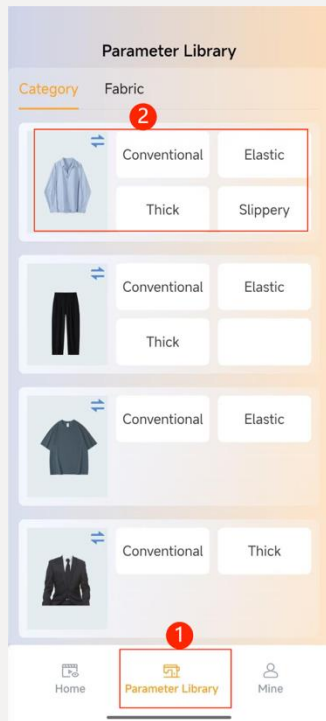 Parameter Library
Category Fabric
2
Conventional Elastic
Thick Slippery
Conventional Elastic
Thick
Conventional Elastic
Conventional Thick
1
Home Parameter Library Mine